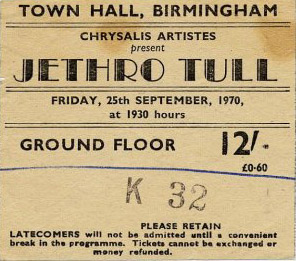 TOWN HALL, BIRMINGHAM
CHRYSALIS ARTISTES
present
JETHRO TULL
FRIDAY, 25th SEPTEMBER, 1970,
at 1930 hours
GROUND FLOOR 12/-
£0·60
K 32
PLEASE RETAIN
LATECOMERS will not be admitted until a convenient
break in the programme. Tickets cannot be exchanged or
money refunded.